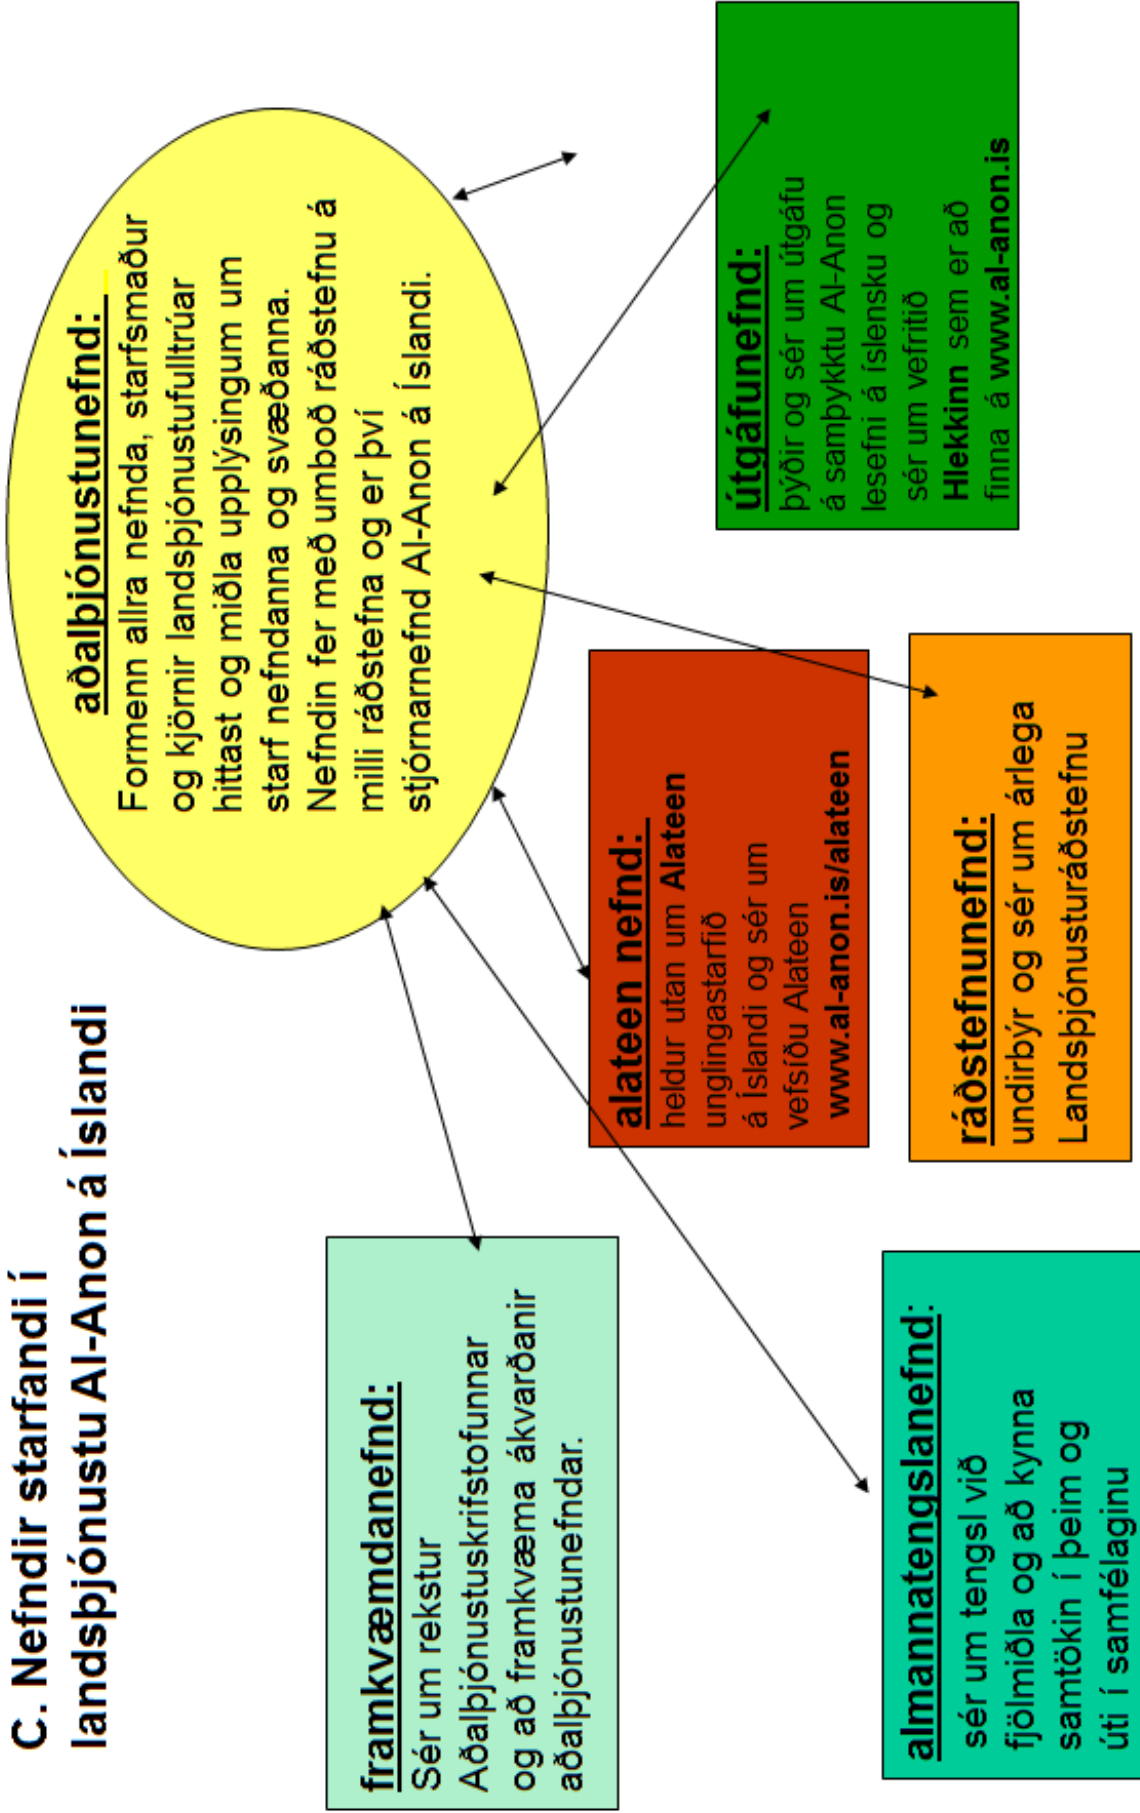 C. Nefndir starfandi í
landsþjónustu Al-Anon á íslandi
aðalþjónustunefnd:
Formenn allra nefnda, starfsmaður
og kjörnir landsþjónustufulltrúar
hittast og miðla upplýsingum um
starf nefndanna og svæðanna.
Nefndin fer með umboð ráðstefnu á
milli ráðstefna og er því
stjórnarnefnd Al-Anon á Íslandi.
framkvæmdanefnd:
Sér um rekstur
Aðalþjónustuskrifstofunnar
og að framkvæma ákvarðanir
aðalþjónustunefndar.
alateen nefnd:
heldur utan um Alateen
unglingastarfið
á Íslandi og sér um
vefsíðu Alateen
www.al-anon.is/alateen
útgáfunefnd:
þýðir og sér um útgáfu
á samþykktu Al-Anon
lesefni á íslensku og
sér um vefritið
Hlekkinn sem er að
finna á www.al-anon.is
almannatengslanefnd:
sér um tengsl við
fjölmiðla og að kynna
samtökin í þeim og
úti í samfélaginu
ráðstefnunefnd:
undirbýr og sér um árlega
Landsþjónusturáðstefnu